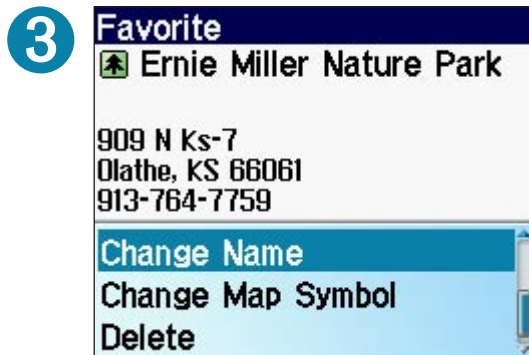 3
Favorite
Ernie Miller Nature Park
909 N Ks-7
Olathe, KS 66061
913-764-7759
Change Name
Change Map Symbol
Delete